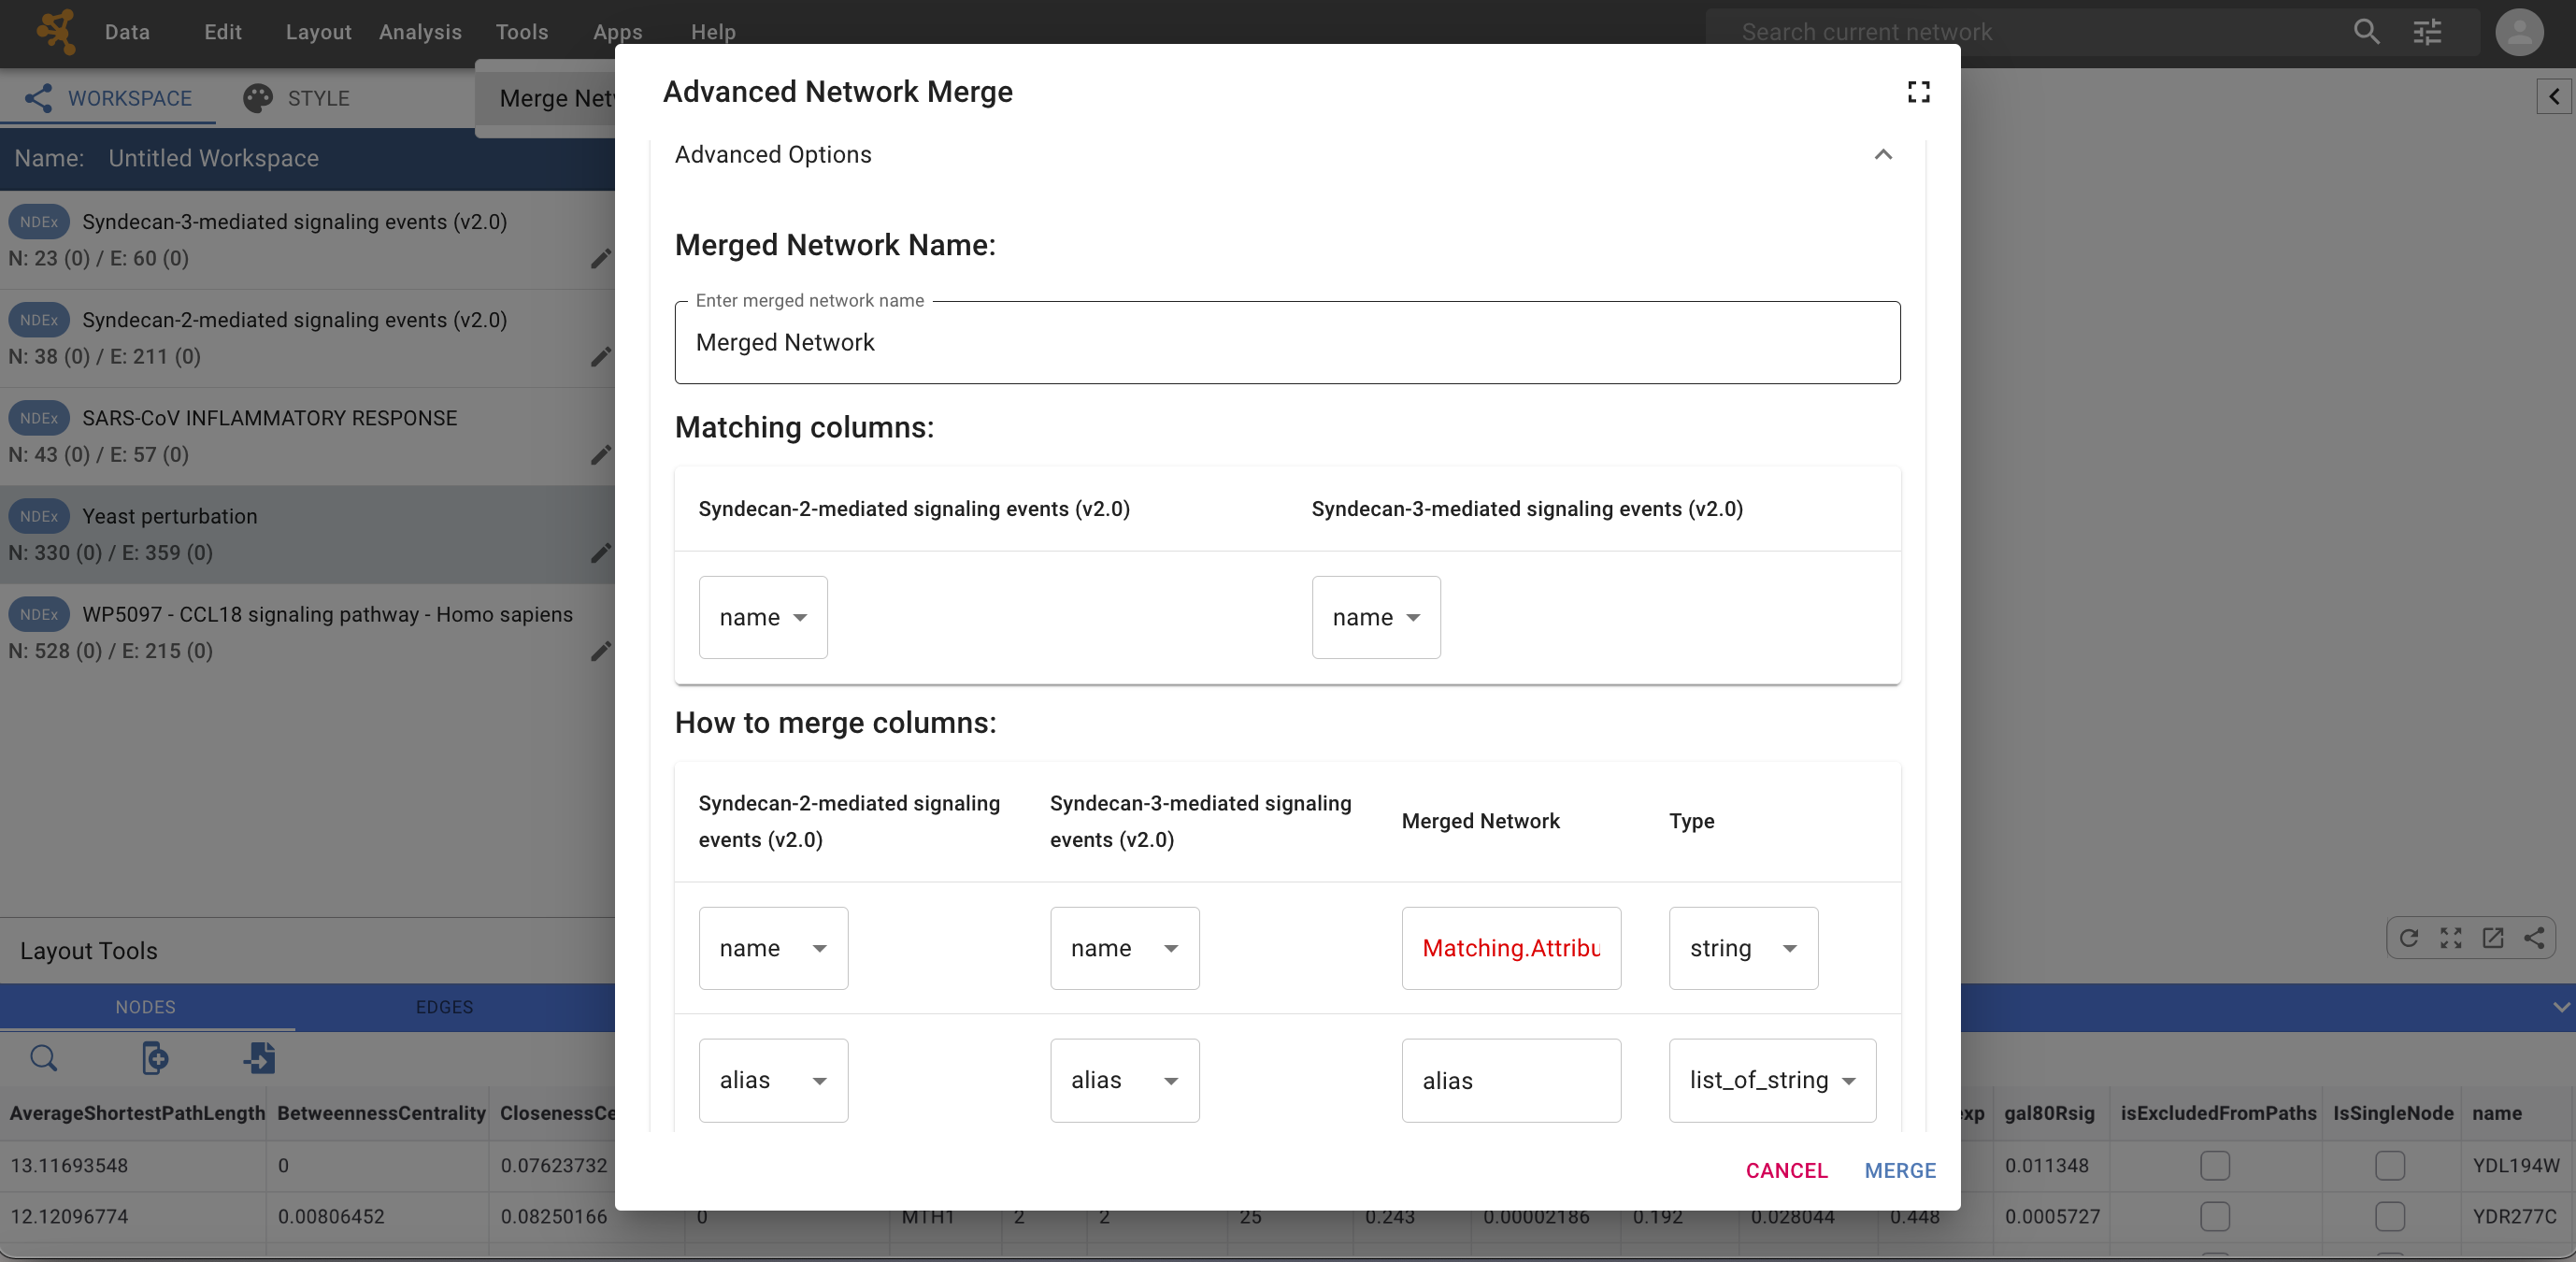 Data Edit Layout Analysis Tools Apps Help Search current network
WORKSPACE STYLE
Merge
Name: Untitled Workspace
NDEx Syndecan-3-mediated signaling events (v2.0)
N: 23 (0) / E: 60 (0)
NDEx Syndecan-2-mediated signaling events (v2.0)
N: 38 (0) / E: 211 (0)
NDEx SARS-CoV INFLAMMATORY RESPONSE
N: 43 (0) / E: 57 (0)
NDEx Yeast perturbation
N: 330 (0) / E: 359 (0)
NDEx WP5097 - CCL18 signaling pathway - Homo sapiens
N: 528 (0) / E: 215 (0)
Layout Tools
NODES EDGES
Advanced Network Merge
Advanced Options
Merged Network Name:
Enter merged network name
Merged Network
Matching columns:
Syndecan-2-mediated signaling events (v2.0) Syndecan-3-mediated signaling events (v2.0)
name name
How to merge columns:
Syndecan-2-mediated signaling events (v2.0) Syndecan-3-mediated signaling events (v2.0) Merged Network Type
name name Matching.Attribu string
alias alias alias list_of_string
CANCEL MERGE
AverageShortestPathLength BetweennessCentrality ClosenessCe xp gal80Rsig isExcludedFromPaths IsSingleNode name
13.11693548 0 0.07623732 0.011348 YDL194W
12.12096774 0.00806452 0.08250166 0 MTH1 2 2 25 0.243 0.00002186 0.192 0.028044 0.448 0.0005727 YDR277C